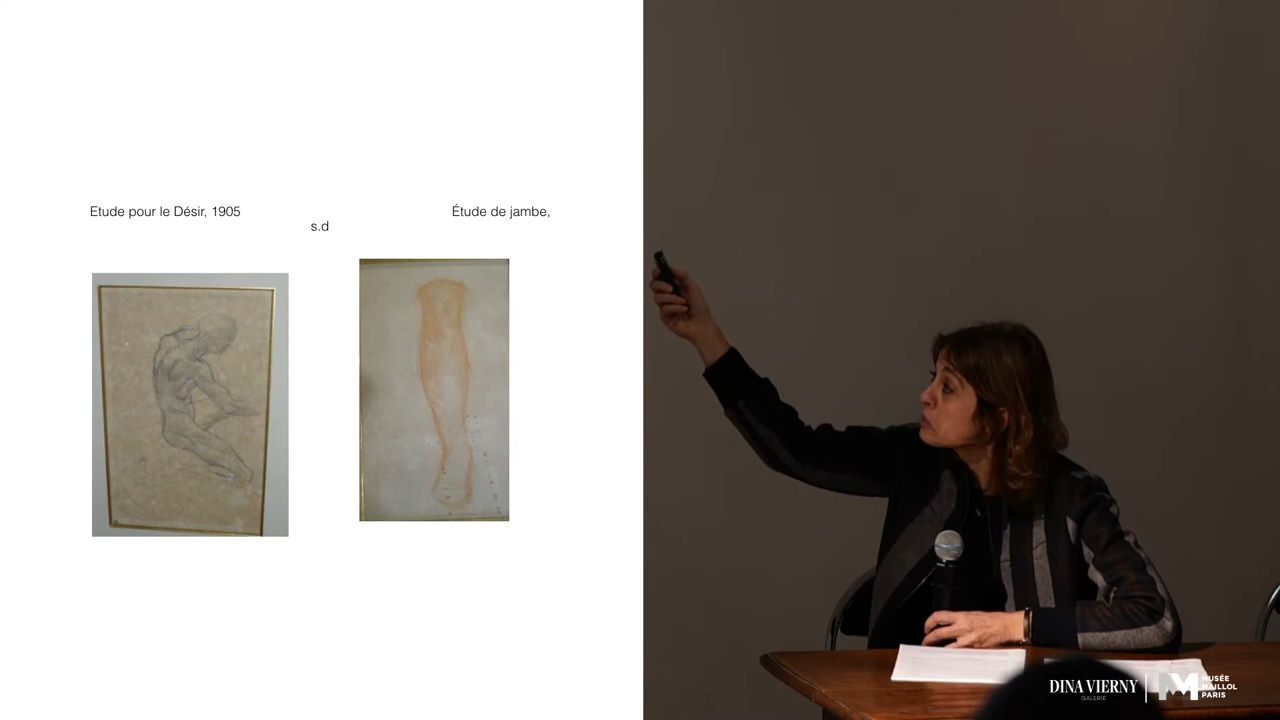 Etude pour le Désir, 1905 Étude de jambe,
s.d
DINA VIERNY
GALERIE
MUSÉE
MAILLOL
PARIS